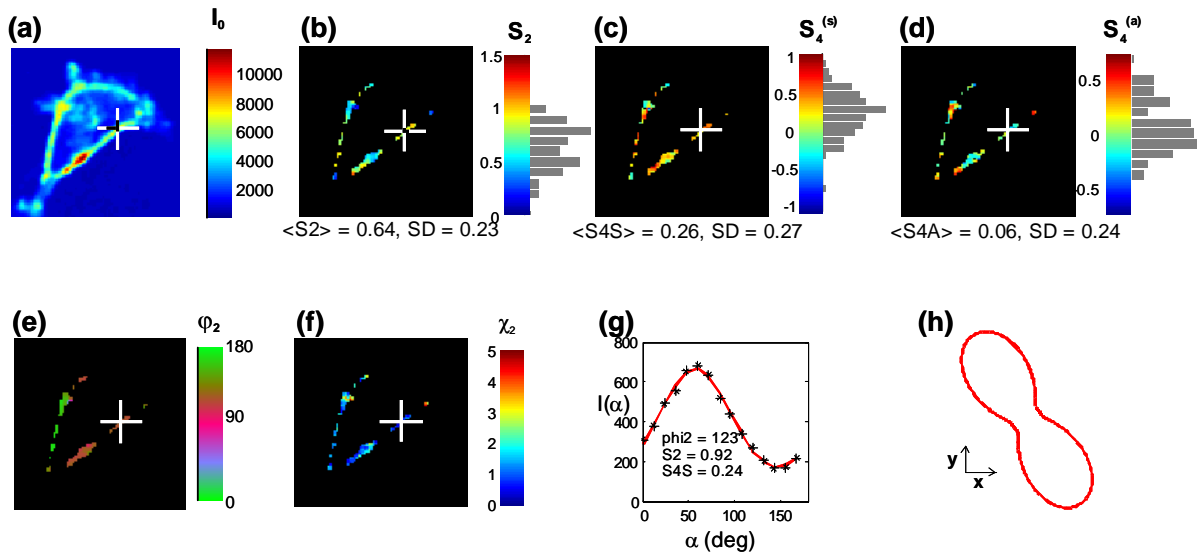 (a)
I0
10000
8000
6000
4000
2000
(b)
S2
1.5
1
0.5
0
<S2> = 0.64, SD = 0.23
(c)
S4(s)
1
0.5
0
-0.5
-1
<S4S> = 0.26, SD = 0.27
(d)
S4(a)
0.5
0
-0.5
<S4A> = 0.06, SD = 0.24
(e)
φ2
180
90
0
(f)
χ2
5
4
3
2
1
0
(g)
800
600
400
200
0
I(α)
phi2 = 123
S2 = 0.92
S4S = 0.24
0 50 100 150
α (deg)
(h)
y
x